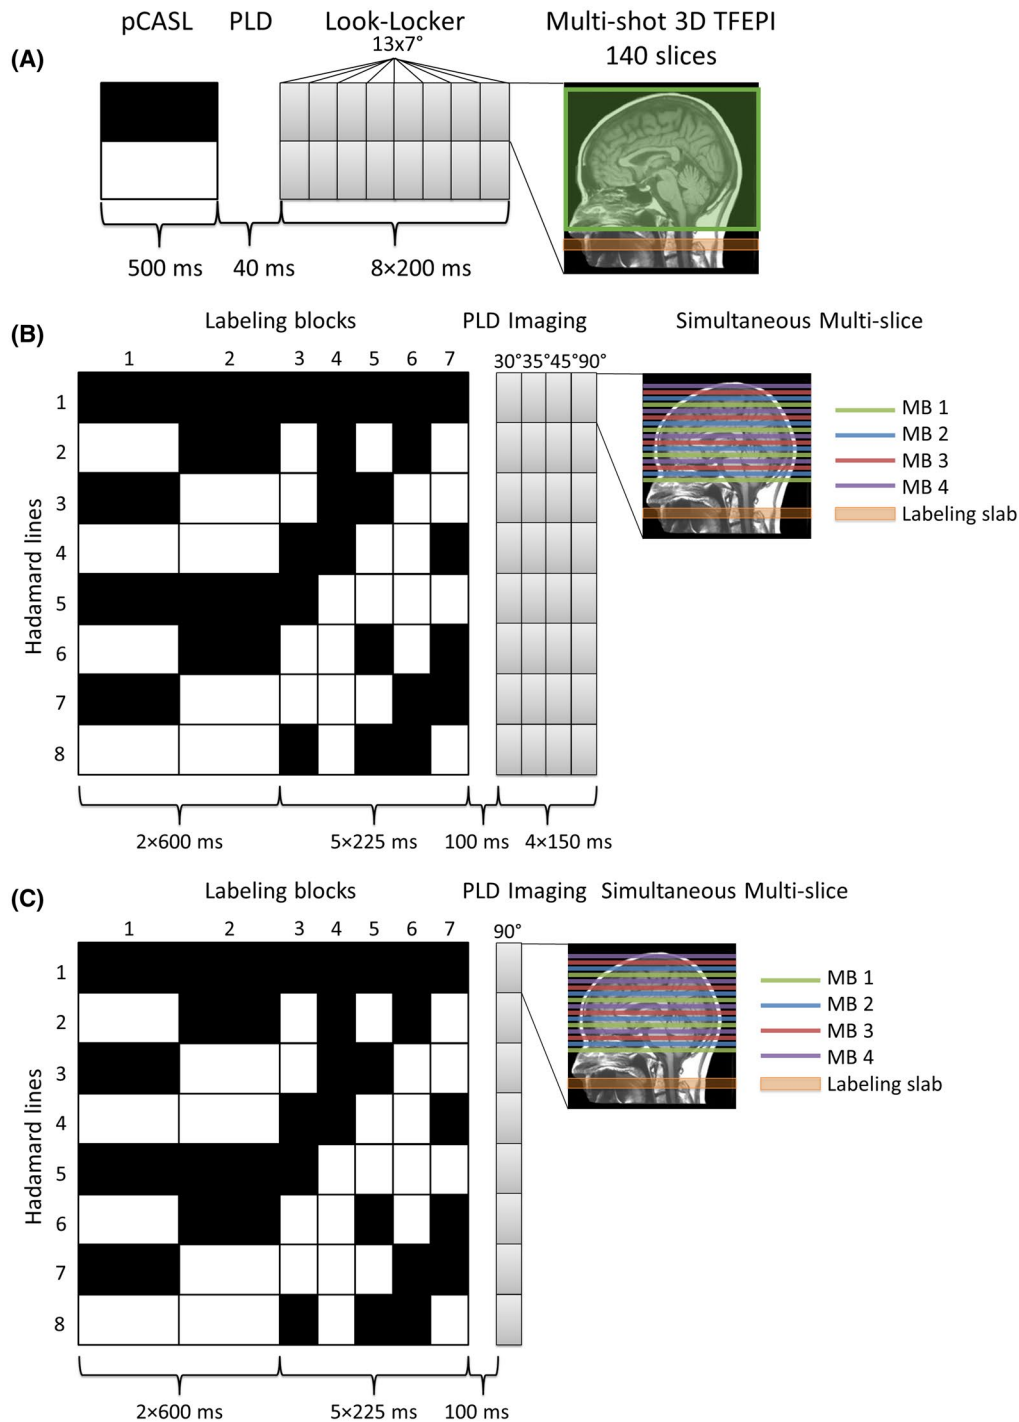 (A)
pCASL PLD Look-Locker Multi-shot 3D TFEPI
13x7° 140 slices
500 ms 40 ms 8×200 ms
(B)
Labeling blocks PLD Imaging Simultaneous Multi-slice
1 2 3 4 5 6 7 30°35°45°90°
Hadamard lines
1
2
3
4
5
6
7
8
MB 1
MB 2
MB 3
MB 4
Labeling slab
2×600 ms 5×225 ms 100 ms 4×150 ms
(C)
Labeling blocks PLD Imaging Simultaneous Multi-slice
1 2 3 4 5 6 7 90°
Hadamard lines
1
2
3
4
5
6
7
8
MB 1
MB 2
MB 3
MB 4
Labeling slab
2×600 ms 5×225 ms 100 ms